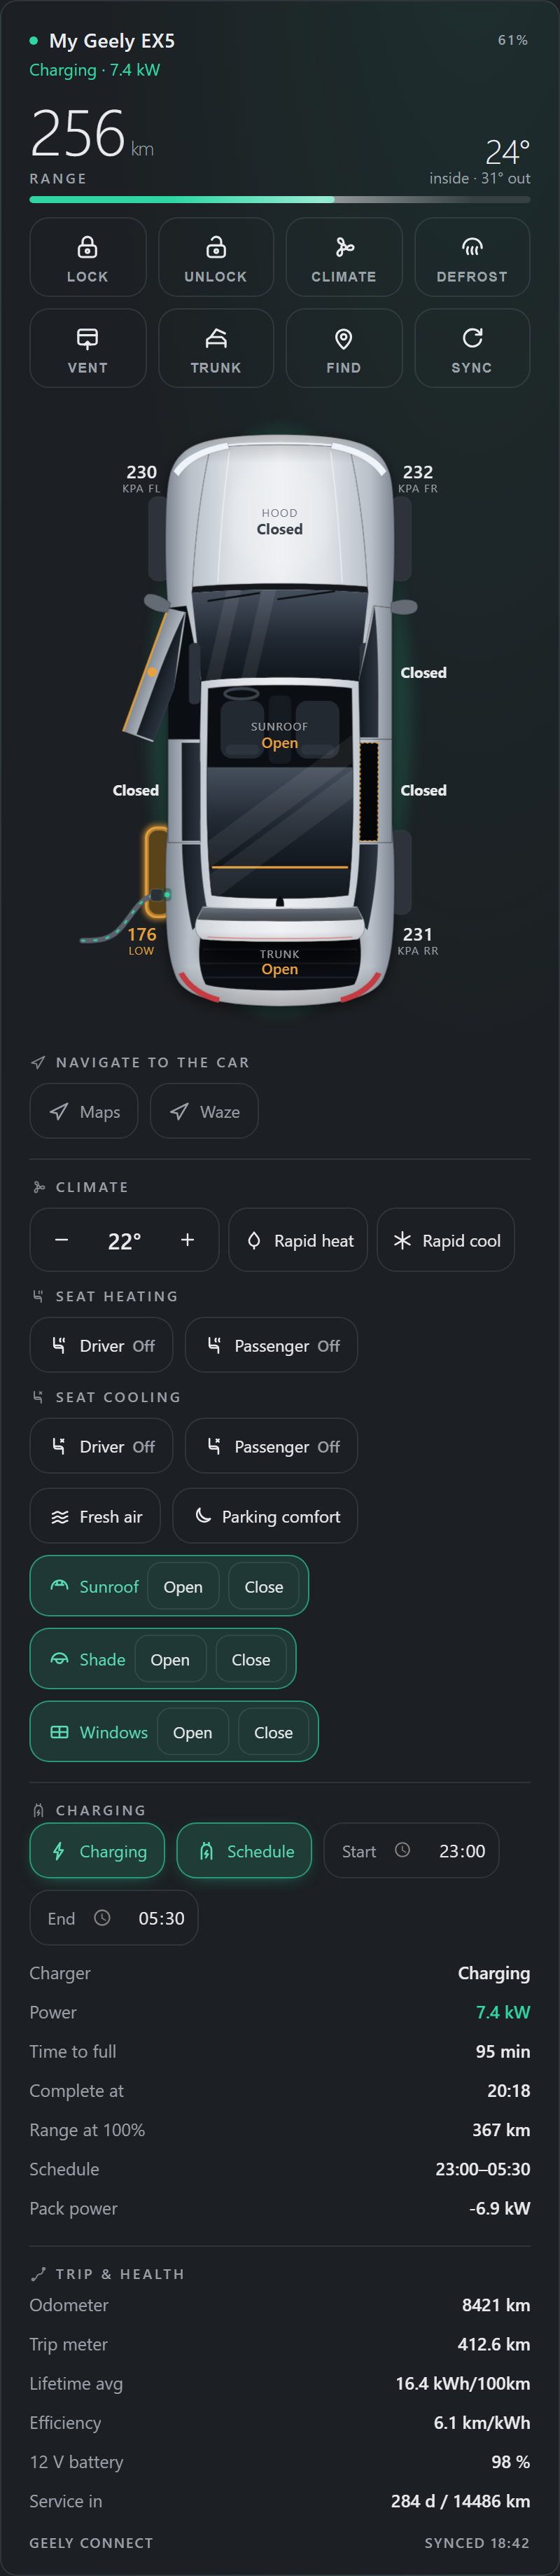 My Geely EX5
61%
Charging · 7.4 kW
256 km
24°
RANGE
inside · 31° out
LOCK
UNLOCK
CLIMATE
DEFROST
VENT
TRUNK
FIND
SYNC
230
KPA FL
232
KPA FR
HOOD
Closed
Closed
SUNROOF
Open
Closed
Closed
176
LOW
231
KPA RR
TRUNK
Open
NAVIGATE TO THE CAR
Maps
Waze
CLIMATE
− 22° +
Rapid heat
Rapid cool
SEAT HEATING
Driver Off
Passenger Off
SEAT COOLING
Driver Off
Passenger Off
Fresh air
Parking comfort
Sunroof Open Close
Shade Open Close
Windows Open Close
CHARGING
Charging
Schedule
Start 23:00
End 05:30
Charger Charging
Power 7.4 kW
Time to full 95 min
Complete at 20:18
Range at 100% 367 km
Schedule 23:00–05:30
Pack power -6.9 kW
TRIP & HEALTH
Odometer 8421 km
Trip meter 412.6 km
Lifetime avg 16.4 kWh/100km
Efficiency 6.1 km/kWh
12 V battery 98 %
Service in 284 d / 14486 km
GEELY CONNECT
SYNCED 18:42